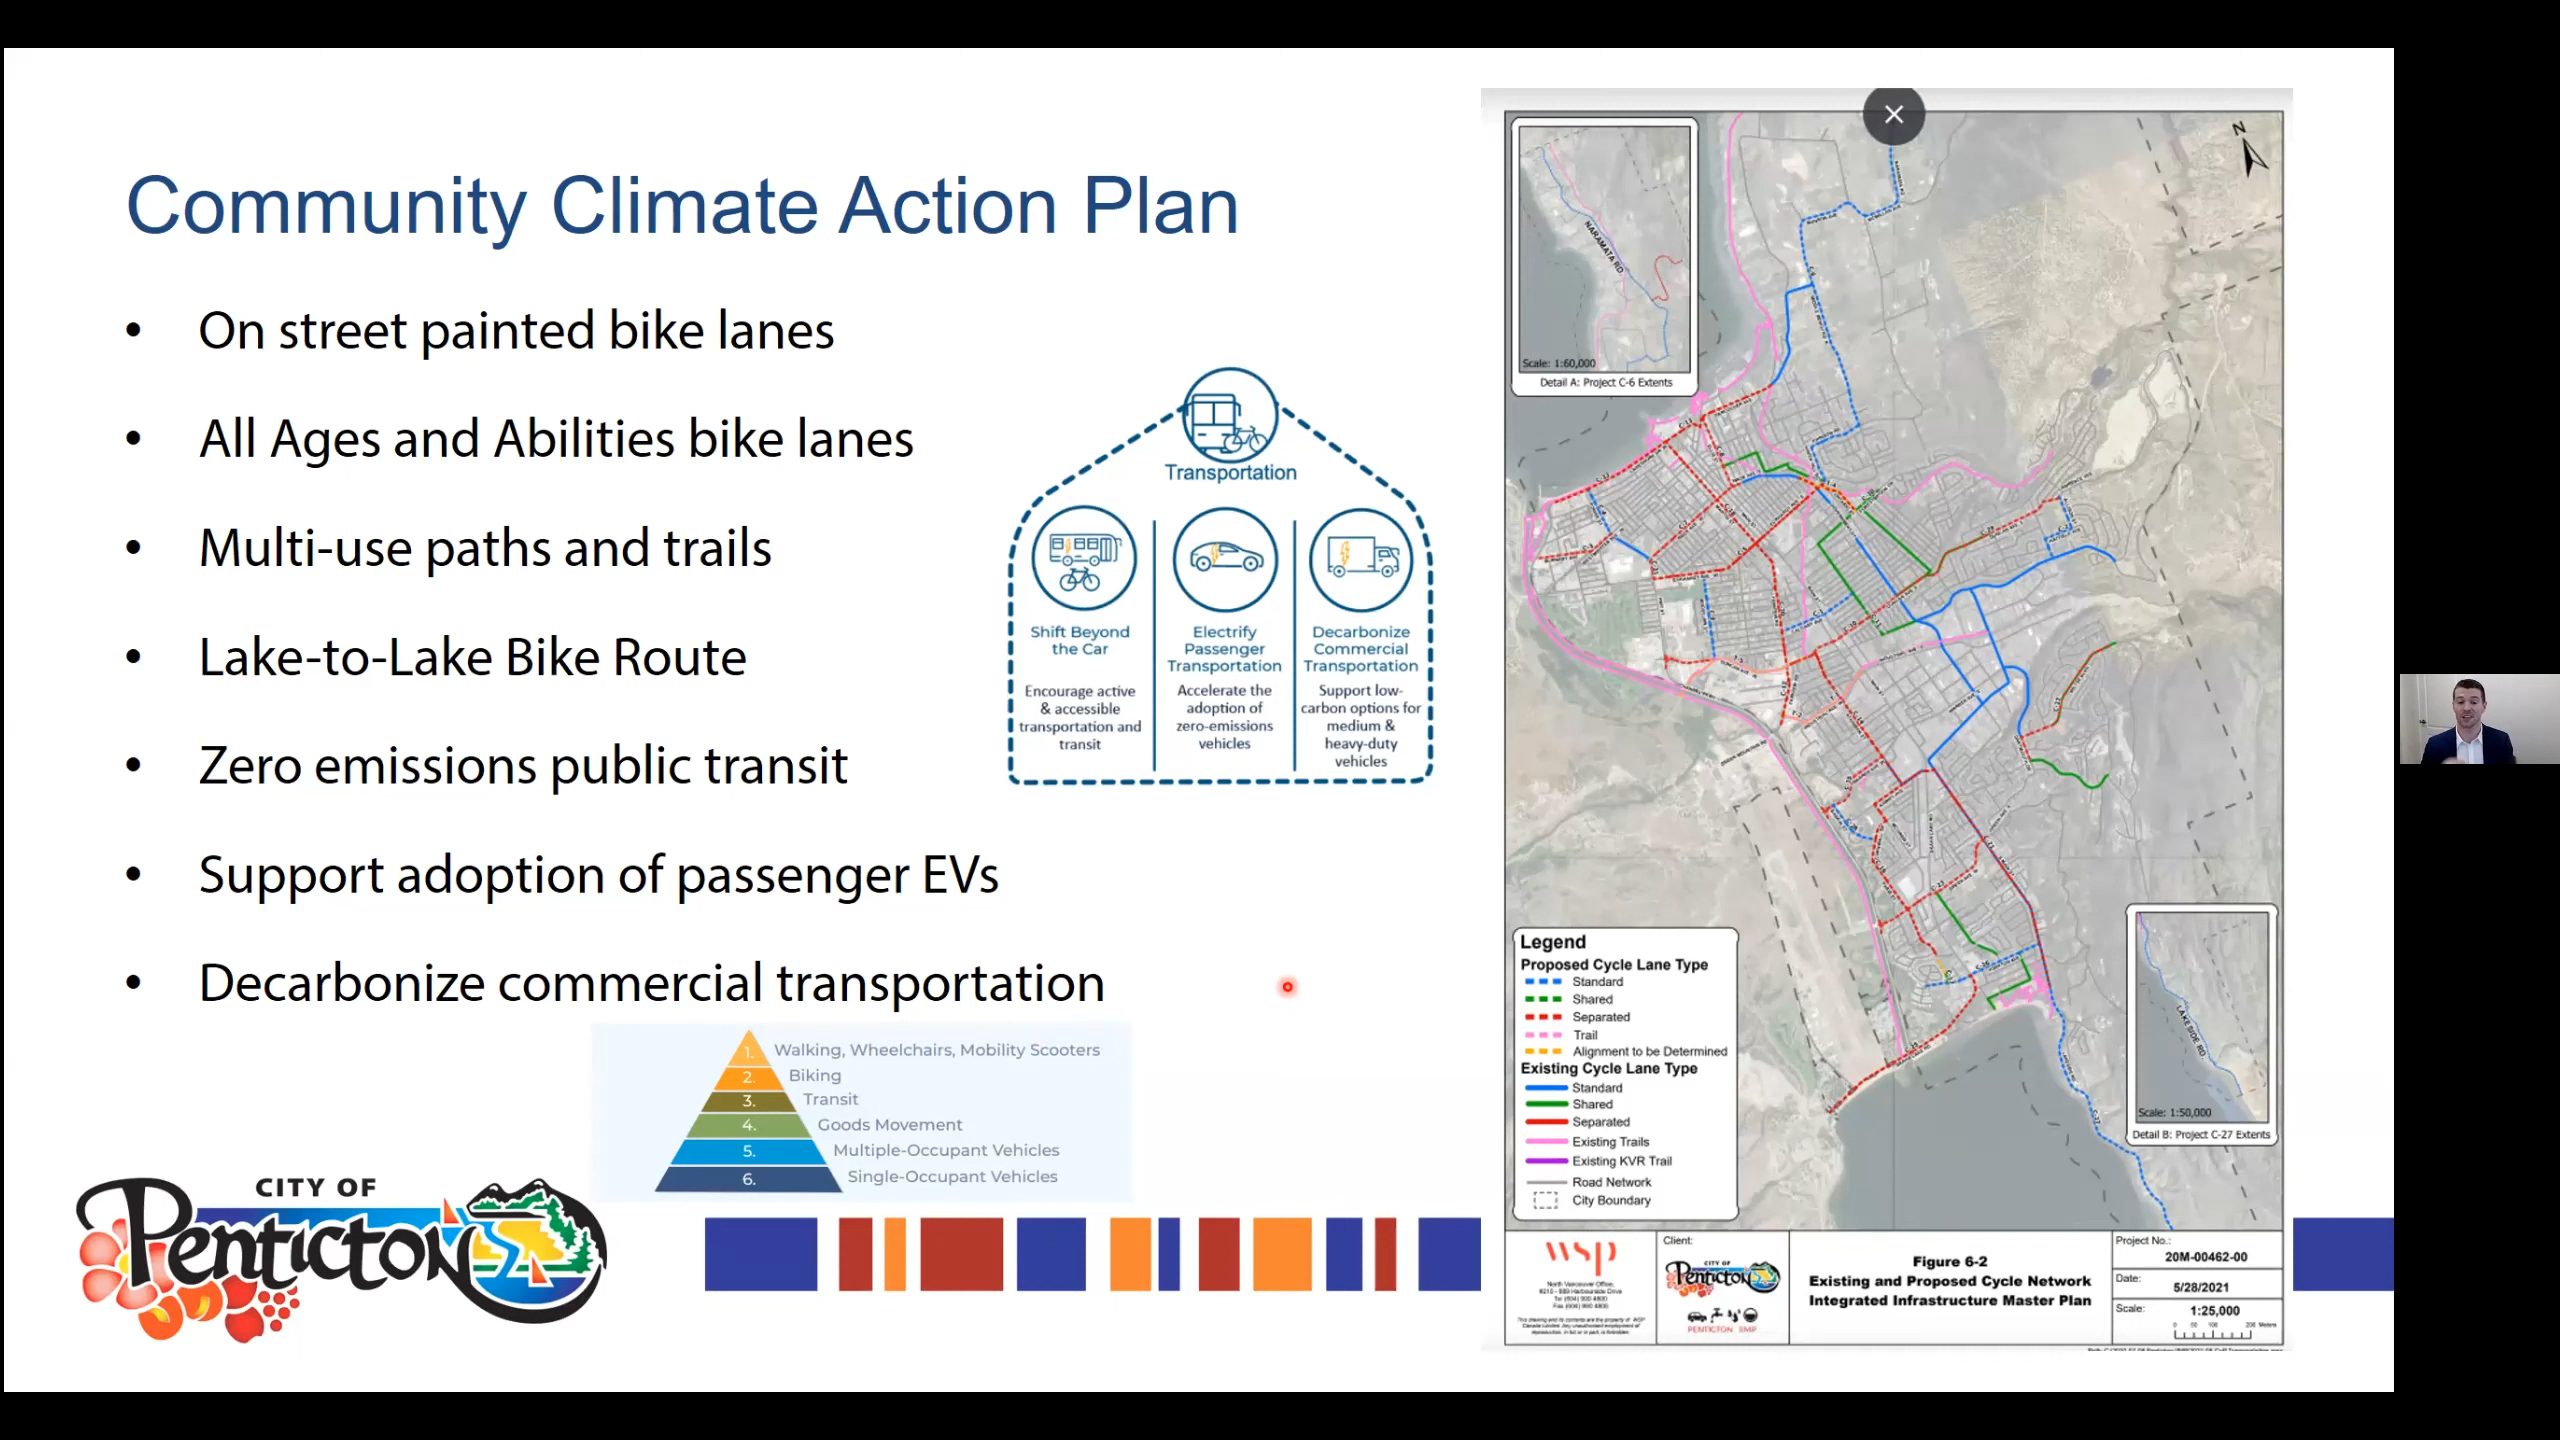 Community Climate Action Plan
• On street painted bike lanes
• All Ages and Abilities bike lanes
• Multi-use paths and trails
• Lake-to-Lake Bike Route
• Zero emissions public transit
• Support adoption of passenger EVs
• Decarbonize commercial transportation
Transportation
Shift Beyond
the Car
Encourage active
& accessible
transportation and
transit
Electrify
Passenger
Transportation
Accelerate the
adoption of
zero-emissions
vehicles
Decarbonize
Commercial
Transportation
Support low-
carbon options for
medium &
heavy-duty
vehicles
1. Walking, Wheelchairs, Mobility Scooters
2. Biking
3. Transit
4. Goods Movement
5. Multiple-Occupant Vehicles
6. Single-Occupant Vehicles
CITY OF
Penticton
N
NARAMATA RD.
Scale: 1:60,000
Detail A: Project C-6 Extents
LAKESIDE RD.
Scale: 1:50,000
Detail B: Project C-27 Extents
Legend
Proposed Cycle Lane Type
Standard
Shared
Separated
Trail
Alignment to be Determined
Existing Cycle Lane Type
Standard
Shared
Separated
Existing Trails
Existing KVR Trail
Road Network
City Boundary
wsp
North Vancouver Office,
Client:
CITY OF
Penticton
PENTICTON IIMP
Figure 6-2
Existing and Proposed Cycle Network
Integrated Infrastructure Master Plan
Project No.:
20M-00462-00
Date:
5/28/2021
Scale:
1:25,000
0 50 100 200 Meters